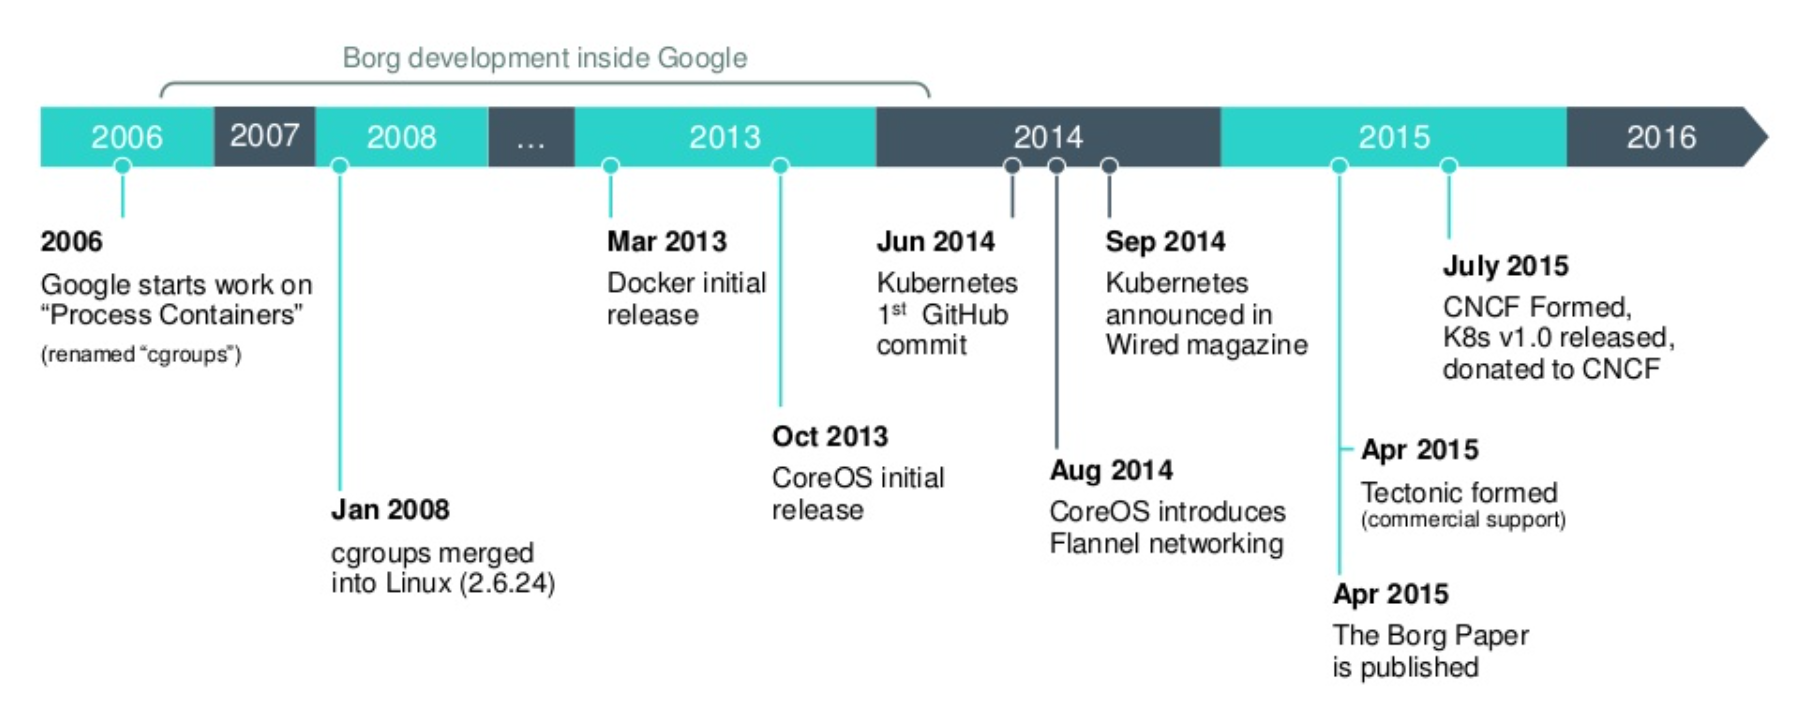 Borg development inside Google
2006
2007
2008
...
2013
2014
2015
2016
2006
Google starts work on
“Process Containers”
(renamed “cgroups”)
Jan 2008
cgroups merged
into Linux (2.6.24)
Mar 2013
Docker initial
release
Oct 2013
CoreOS initial
release
Jun 2014
Kubernetes
1st GitHub
commit
Aug 2014
CoreOS introduces
Flannel networking
Sep 2014
Kubernetes
announced in
Wired magazine
Apr 2015
Tectonic formed
(commercial support)
Apr 2015
The Borg Paper
is published
July 2015
CNCF Formed,
K8s v1.0 released,
donated to CNCF